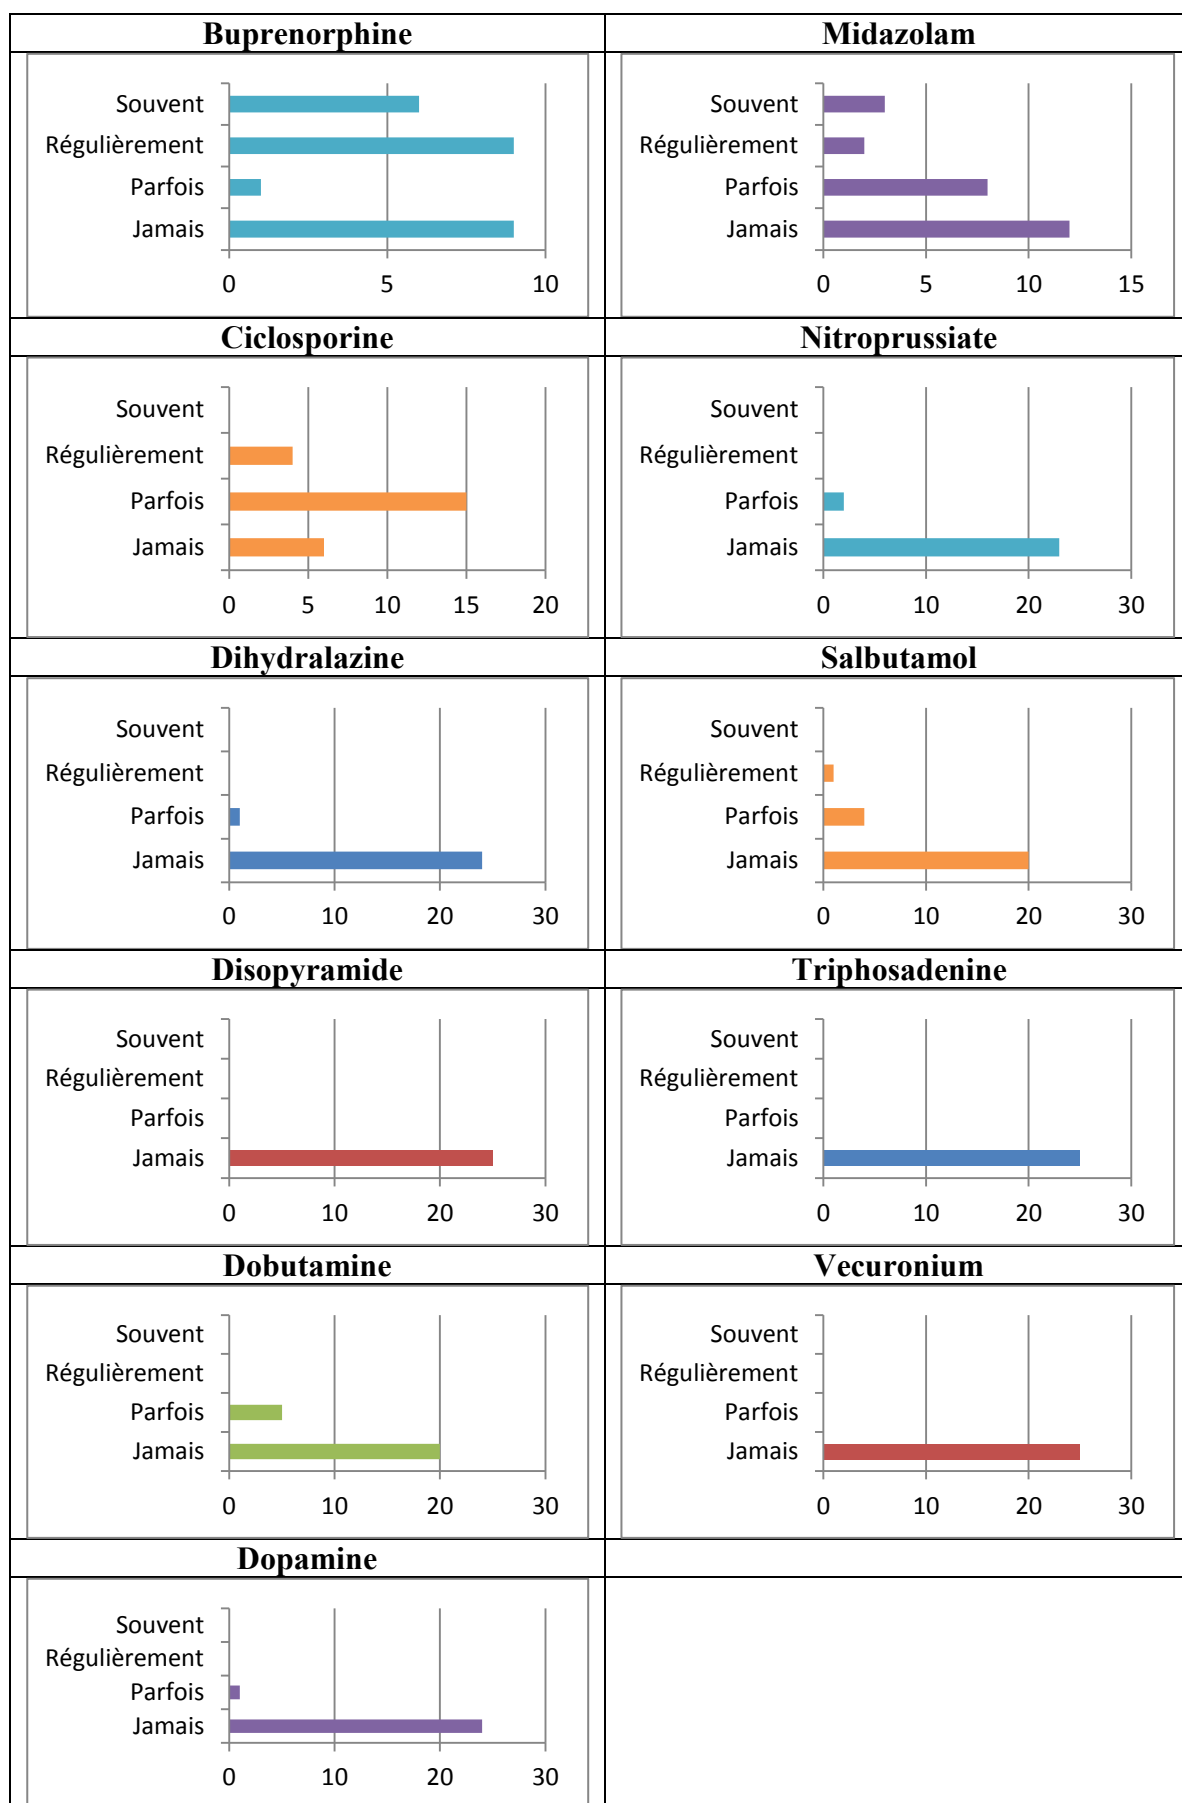 Buprenorphine
Souvent
Régulièrement
Parfois
Jamais
0 5 10
Midazolam
Souvent
Régulièrement
Parfois
Jamais
0 5 10 15
Ciclosporine
Souvent
Régulièrement
Parfois
Jamais
0 5 10 15 20
Nitroprussiate
Souvent
Régulièrement
Parfois
Jamais
0 10 20 30
Dihydralazine
Souvent
Régulièrement
Parfois
Jamais
0 10 20 30
Salbutamol
Souvent
Régulièrement
Parfois
Jamais
0 10 20 30
Disopyramide
Souvent
Régulièrement
Parfois
Jamais
0 10 20 30
Triphosadenine
Souvent
Régulièrement
Parfois
Jamais
0 10 20 30
Dobutamine
Souvent
Régulièrement
Parfois
Jamais
0 10 20 30
Vecuronium
Souvent
Régulièrement
Parfois
Jamais
0 10 20 30
Dopamine
Souvent
Régulièrement
Parfois
Jamais
0 10 20 30